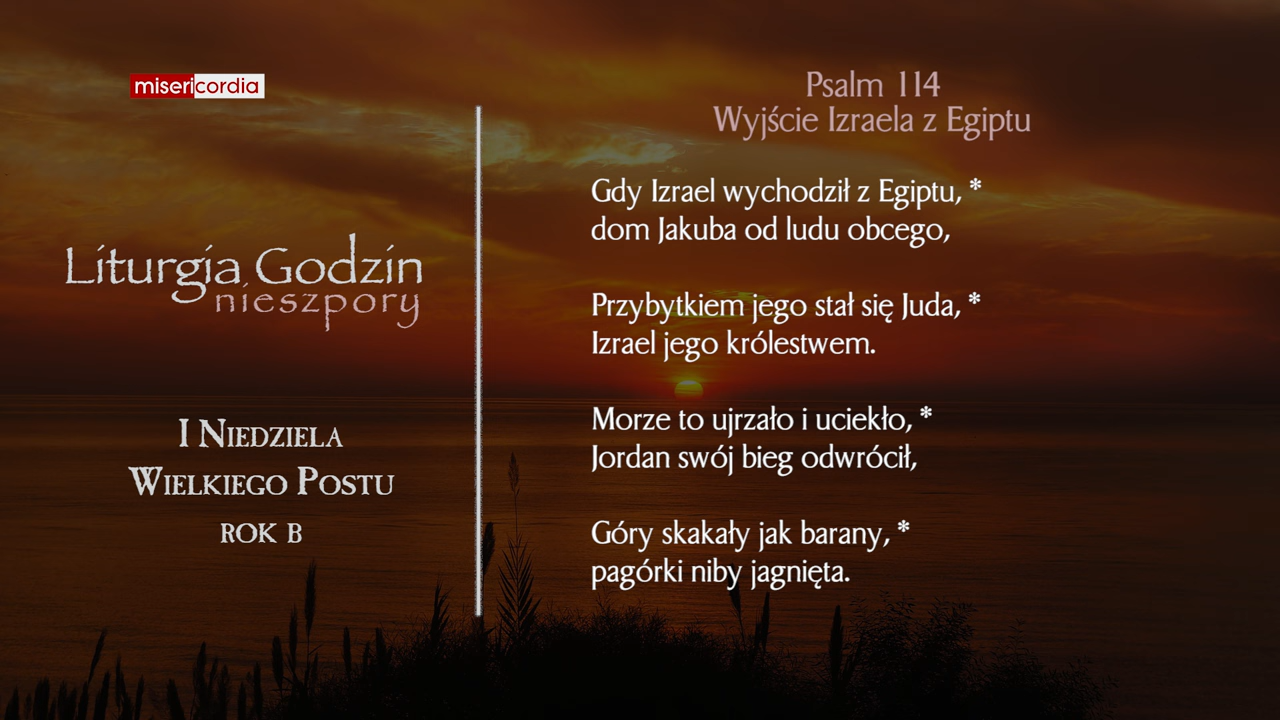 misericordia
Liturgia Godzin
nieszpory
I Niedziela
Wielkiego Postu
rok B
Psalm 114
Wyjście Izraela z Egiptu
Gdy Izrael wychodził z Egiptu, *
dom Jakuba od ludu obcego,
Przybytkiem jego stał się Juda, *
Izrael jego królestwem.
Morze to ujrzało i uciekło, *
Jordan swój bieg odwrócił,
Góry skakały jak barany, *
pagórki niby jagnięta.